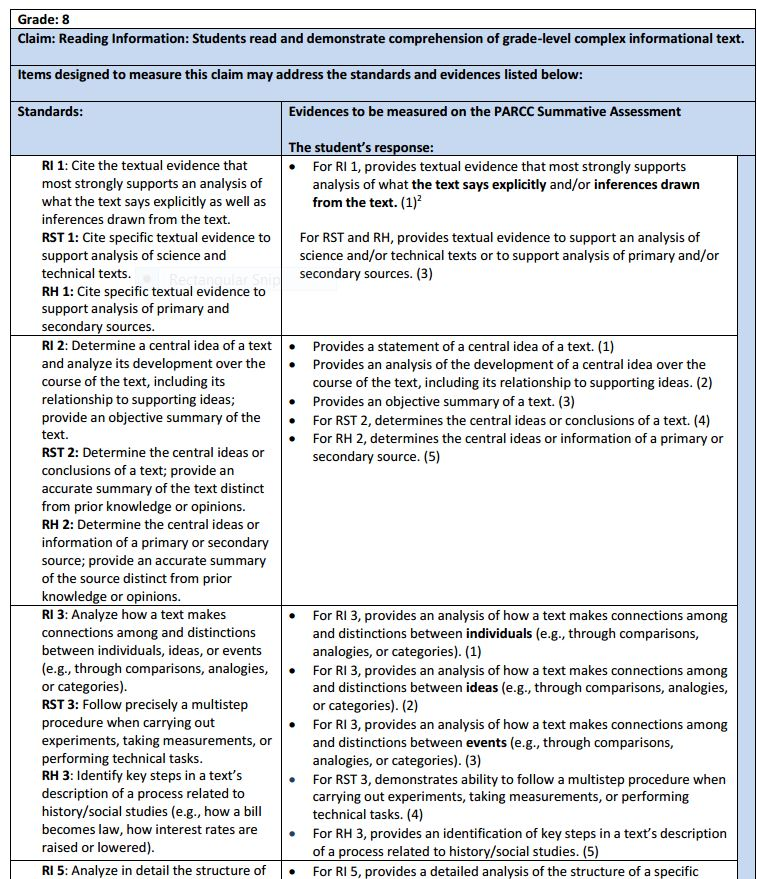 Grade: 8
Claim: Reading Information: Students read and demonstrate comprehension of grade-level complex informational text.
Items designed to measure this claim may address the standards and evidences listed below:
Standards:
Evidences to be measured on the PARCC Summative Assessment
The student's response:
RI 1: Cite the textual evidence that
most strongly supports an analysis of
what the text says explicitly as well as
inferences drawn from the text.
RST 1: Cite specific textual evidence to
support analysis of science and
technical texts.
RH 1: Cite specific textual evidence to
support analysis of primary and
secondary sources.
• For RI 1, provides textual evidence that most strongly supports
analysis of what the text says explicitly and/or inferences drawn
from the text. (1)²
For RST and RH, provides textual evidence to support an analysis of
science and/or technical texts or to support analysis of primary and/or
secondary sources. (3)
Rectangular Snip
RI 2: Determine a central idea of a text
and analyze its development over the
course of the text, including its
relationship to supporting ideas;
provide an objective summary of the
text.
RST 2: Determine the central ideas or
conclusions of a text; provide an
accurate summary of the text distinct
from prior knowledge or opinions.
RH 2: Determine the central ideas or
information of a primary or secondary
source; provide an accurate summary
of the source distinct from prior
knowledge or opinions.
• Provides a statement of a central idea of a text. (1)
• Provides an analysis of the development of a central idea over the
course of the text, including its relationship to supporting ideas. (2)
• Provides an objective summary of a text. (3)
• For RST 2, determines the central ideas or conclusions of a text. (4)
• For RH 2, determines the central ideas or information of a primary or
secondary source. (5)
RI 3: Analyze how a text makes
connections among and distinctions
between individuals, ideas, or events
(e.g., through comparisons, analogies,
or categories).
RST 3: Follow precisely a multistep
procedure when carrying out
experiments, taking measurements, or
performing technical tasks.
RH 3: Identify key steps in a text's
description of a process related to
history/social studies (e.g., how a bill
becomes law, how interest rates are
raised or lowered).
• For RI 3, provides an analysis of how a text makes connections among
and distinctions between individuals (e.g., through comparisons,
analogies, or categories). (1)
• For RI 3, provides an analysis of how a text makes connections among
and distinctions between ideas (e.g., through comparisons, analogies,
or categories). (2)
• For RI 3, provides an analysis of how a text makes connections among
and distinctions between events (e.g., through comparisons,
analogies, or categories). (3)
• For RST 3, demonstrates ability to follow a multistep procedure when
carrying out experiments, taking measurements, or performing
technical tasks. (4)
• For RH 3, provides an identification of key steps in a text's description
of a process related to history/social studies. (5)
RI 5: Analyze in detail the structure of
• For RI 5, provides a detailed analysis of the structure of a specific